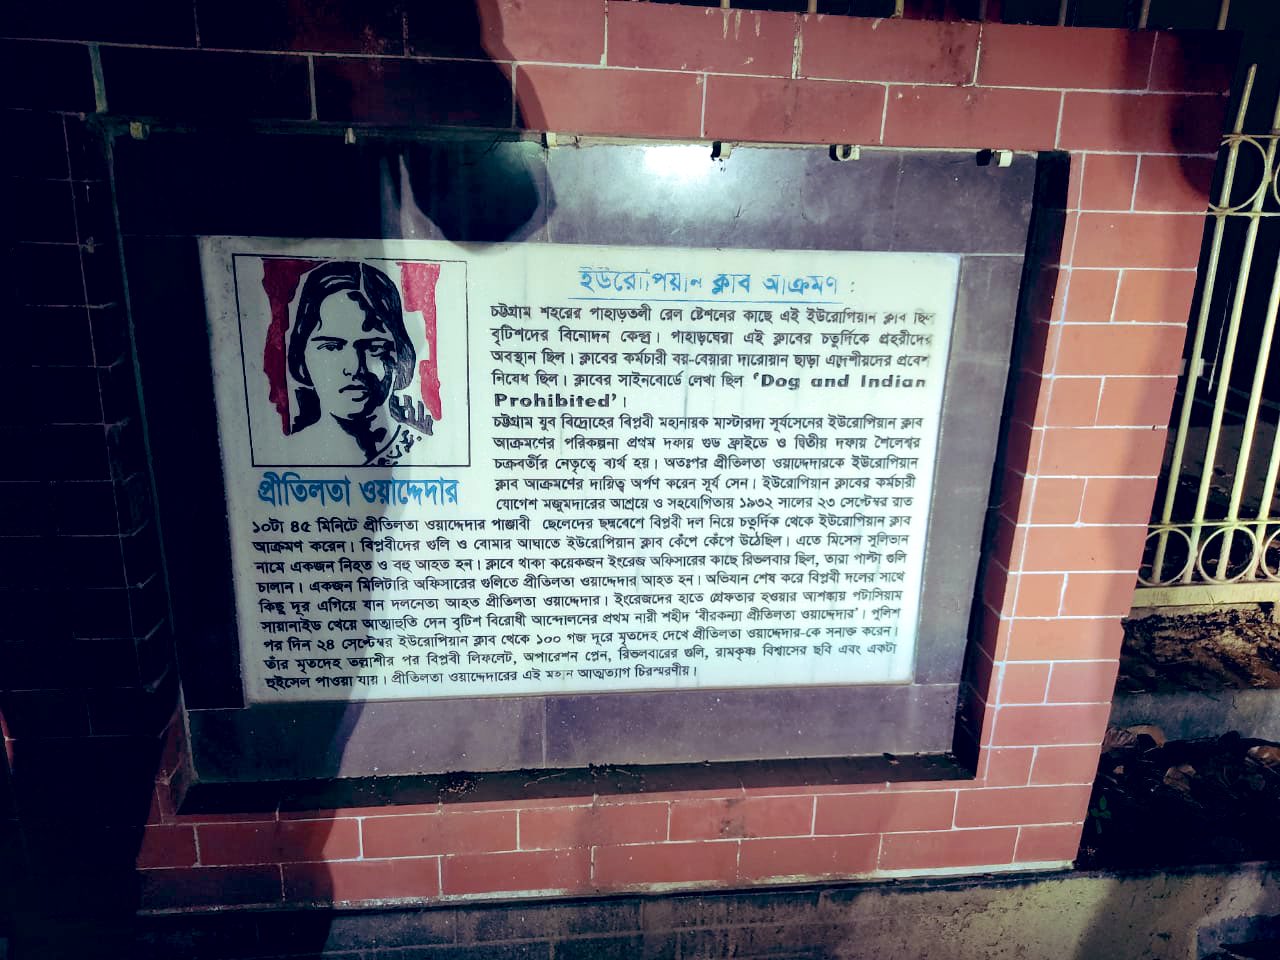 ইউরোপিয়ান ক্লাব আক্রমণ :
চট্টগ্রাম শহরের পাহাড়তলী রেল ষ্টেশনের কাছে এই ইউরোপিয়ান ক্লাব ছিল
বৃটিশদের বিনোদন কেন্দ্র। পাহাড়ঘেরা এই ক্লাবের চতুর্দিকে প্রহরীদের
অবস্থান ছিল। ক্লাবের কর্মচারী বয়-বেয়ারা দারোয়ান ছাড়া এদেশীয়দের প্রবেশ
নিষেধ ছিল। ক্লাবের সাইনবোর্ডে লেখা ছিল ‘Dog and Indian
Prohibited’।
চট্টগ্রাম যুব বিদ্রোহের বিপ্লবী মহানায়ক মাস্টারদা সূর্যসেনের ইউরোপিয়ান ক্লাব
আক্রমণের পরিকল্পনা প্রথম দফায় গুড ফ্রাইডে ও দ্বিতীয় দফায় শৈলেশ্বর
চক্রবর্তীর নেতৃত্বে ব্যর্থ হয়। অতঃপর প্রীতিলতা ওয়াদ্দেদারকে ইউরোপিয়ান
ক্লাব আক্রমণের দায়িত্ব অর্পণ করেন সূর্য সেন। ইউরোপিয়ান ক্লাবের কর্মচারী
যোগেশ মজুমদারের আশ্রয়ে ও সহযোগিতায় ১৯৩২ সালের ২৩ সেপ্টেম্বর রাত
প্রীতিলতা ওয়াদ্দেদার
১০টা ৪৫ মিনিটে প্রীতিলতা ওয়াদ্দেদার পাঞ্জাবী ছেলেদের ছদ্মবেশে বিপ্লবী দল নিয়ে চতুর্দিক থেকে ইউরোপিয়ান ক্লাব
আক্রমণ করেন। বিপ্লবীদের গুলি ও বোমার আঘাতে ইউরোপিয়ান ক্লাব কেঁপে কেঁপে উঠেছিল। এতে মিসেস সুলিভান
নামে একজন নিহত ও বহু আহত হন। ক্লাবে থাকা কয়েকজন ইংরেজ অফিসারের কাছে রিভলবার ছিল, তারা পাল্টা গুলি
চালান। একজন মিলিটারি অফিসারের গুলিতে প্রীতিলতা ওয়াদ্দেদার আহত হন। অভিযান শেষ করে বিপ্লবী দলের সাথে
কিছু দূর এগিয়ে যান দলনেতা আহত প্রীতিলতা ওয়াদ্দেদার। ইংরেজদের হাতে গ্রেফতার হওয়ার আশঙ্কায় পটাসিয়াম
সায়ানাইড খেয়ে আত্মাহুতি দেন বৃটিশ বিরোধী আন্দোলনের প্রথম নারী শহীদ ‘বীরকন্যা প্রীতিলতা ওয়াদ্দেদার’। পুলিশ
পর দিন ২৪ সেপ্টেম্বর ইউরোপিয়ান ক্লাব থেকে ১০০ গজ দূরে মৃতদেহ দেখে প্রীতিলতা ওয়াদ্দেদার-কে সনাক্ত করেন।
তাঁর মৃতদেহ তল্লাশীর পর বিপ্লবী লিফলেট, অপারেশন প্লেন, রিভলবারের গুলি, রামকৃষ্ণ বিশ্বাসের ছবি এবং একটা
হুইসেল পাওয়া যায়। প্রীতিলতা ওয়াদ্দেদারের এই মহান আত্মত্যাগ চিরস্মরণীয়।